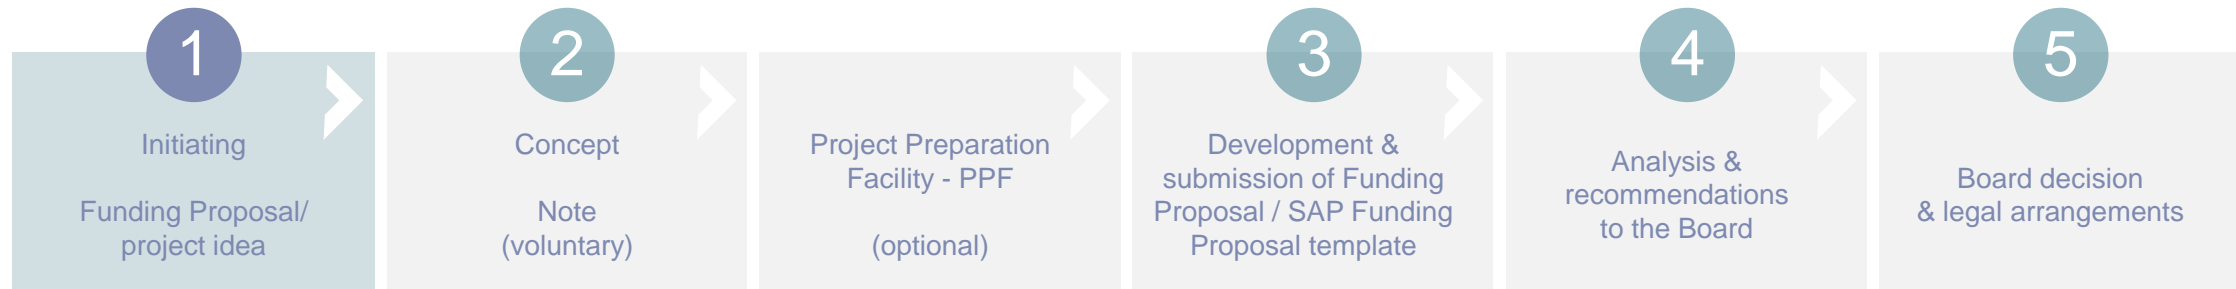 1
Initiating
Funding Proposal/
project idea
2
Concept
Note
(voluntary)
Project Preparation
Facility - PPF
(optional)
3
Development &
submission of Funding
Proposal / SAP Funding
Proposal template
4
Analysis &
recommendations
to the Board
5
Board decision
& legal arrangements